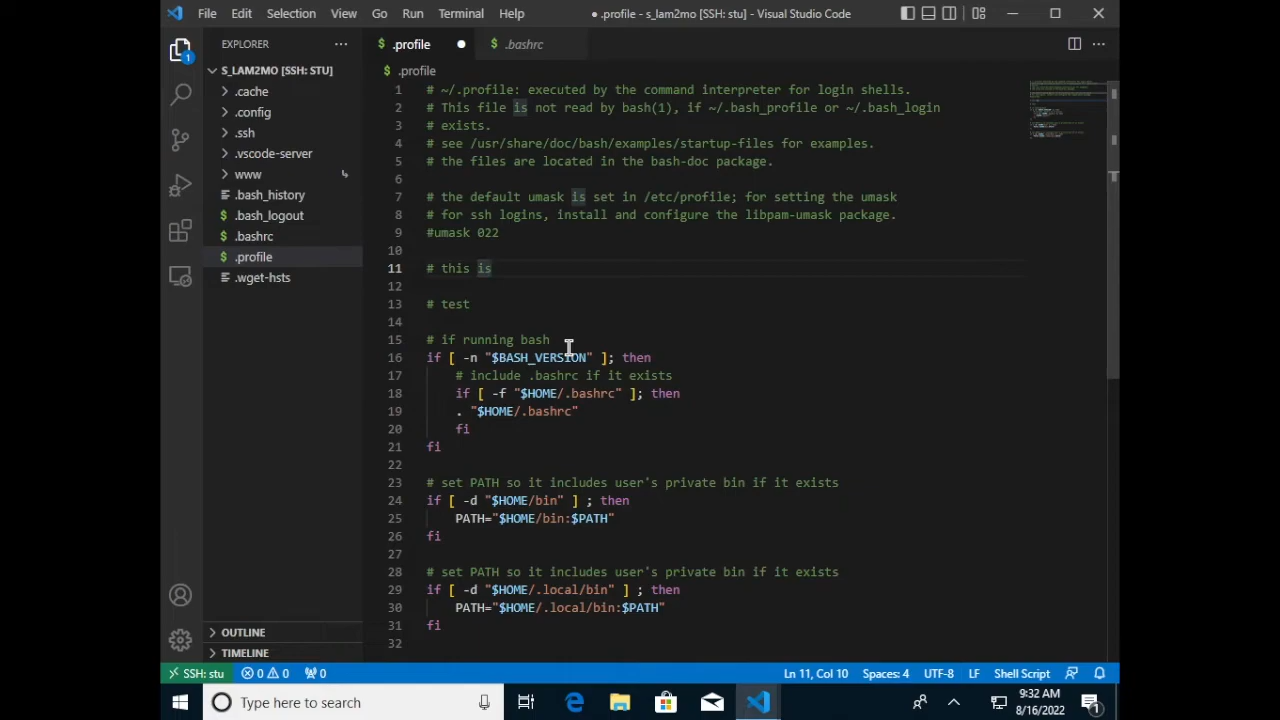 File Edit Selection View Go Run Terminal Help ● .profile - s_lam2mo [SSH: stu] - Visual Studio Code
EXPLORER
S_LAM2MO [SSH: STU]
.cache
.config
.ssh
.vscode-server
www
$ .bash_history
$ .bash_logout
$ .bashrc
$ .profile
.wget-hsts
OUTLINE
TIMELINE
1
$ .profile ●
$ .bashrc
$ .profile
1 # ~/.profile: executed by the command interpreter for login shells.
2 # This file is not read by bash(1), if ~/.bash_profile or ~/.bash_login
3 # exists.
4 # see /usr/share/doc/bash/examples/startup-files for examples.
5 # the files are located in the bash-doc package.
6
7 # the default umask is set in /etc/profile; for setting the umask
8 # for ssh logins, install and configure the libpam-umask package.
9 #umask 022
10
11 # this is
12
13 # test
14
15 # if running bash
16 if [ -n "$BASH_VERSION" ]; then
17     # include .bashrc if it exists
18     if [ -f "$HOME/.bashrc" ]; then
19     . "$HOME/.bashrc"
20     fi
21 fi
22
23 # set PATH so it includes user's private bin if it exists
24 if [ -d "$HOME/bin" ] ; then
25     PATH="$HOME/bin:$PATH"
26 fi
27
28 # set PATH so it includes user's private bin if it exists
29 if [ -d "$HOME/.local/bin" ] ; then
30     PATH="$HOME/.local/bin:$PATH"
31 fi
32
SSH: stu 0 0 0 Ln 11, Col 10 Spaces: 4 UTF-8 LF Shell Script
Type here to search
9:32 AM
8/16/2022
1